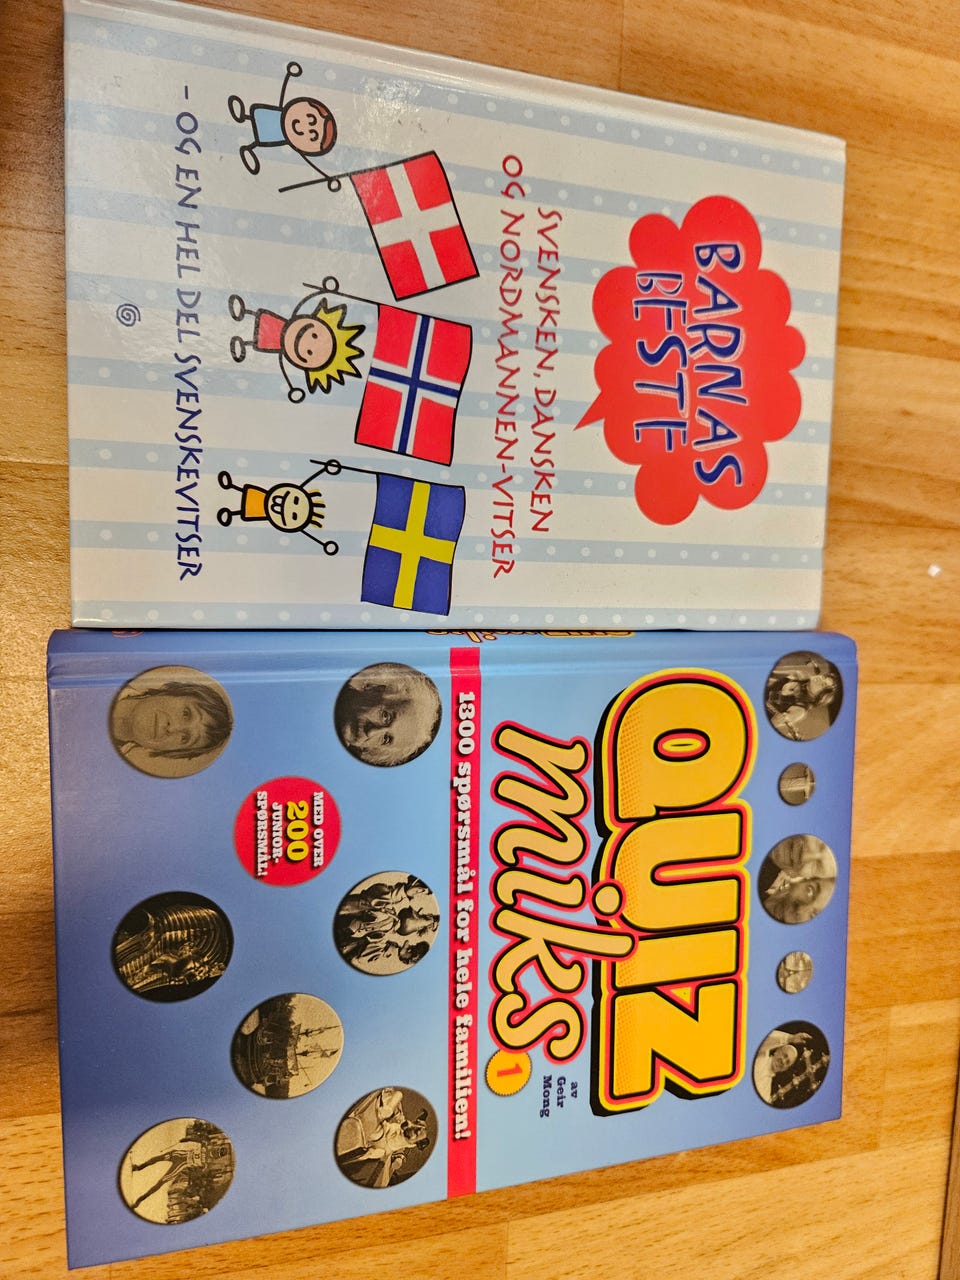 BARNAS
BESTE
SVENSKEN, DANSKEN
OG NORDMANNEN-VITSER
- OG EN HEL DEL SVENSKEVITSER
QUIZ
miks
1
av
Geir
Mong
1300 spørsmål for hele familien!
MED OVER
200
JUNIOR-
SPØRSMÅL!